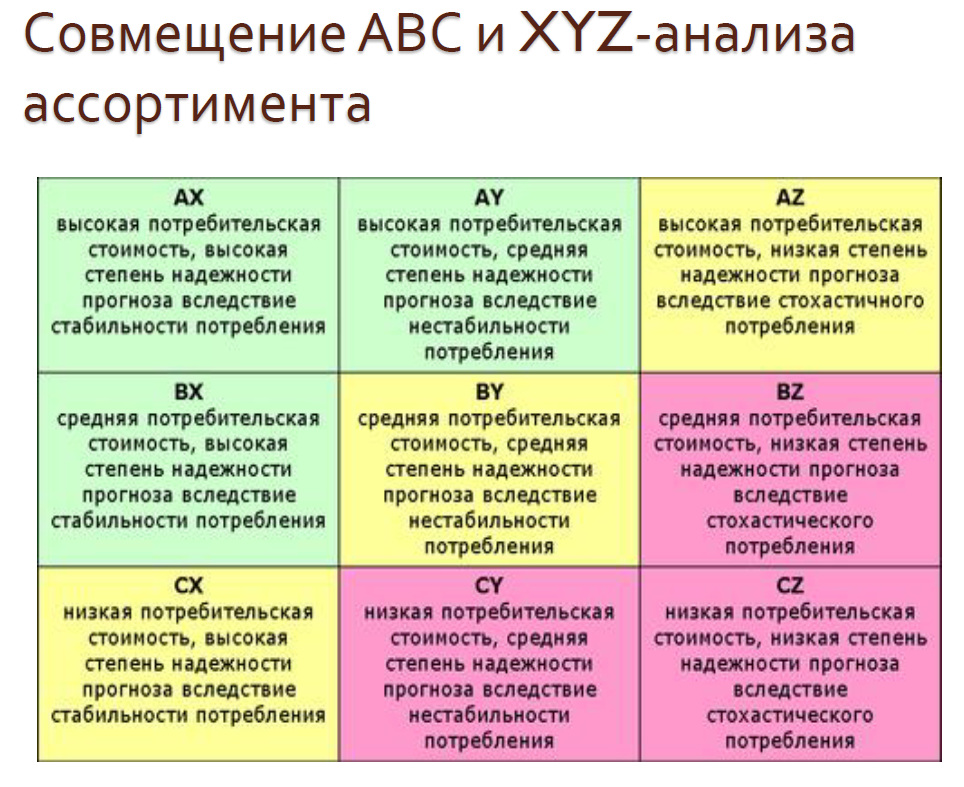 Совмещение ABC и XYZ-анализа
ассортимента
AX
высокая потребительская
стоимость, высокая
степень надежности
прогноза вследствие
стабильности потребления
AY
высокая потребительская
стоимость, средняя
степень надежности
прогноза вследствие
нестабильности
потребления
AZ
высокая потребительская
стоимость, низкая степень
надежности прогноза
вследствие стохастичного
потребления
BX
средняя потребительская
стоимость, высокая
степень надежности
прогноза вследствие
стабильности потребления
BY
средняя потребительская
стоимость, средняя
степень надежности
прогноза вследствие
нестабильности
потребления
BZ
средняя потребительская
стоимость, низкая степень
надежности прогноза
вследствие
стохастического
потребления
CX
низкая потребительская
стоимость, высокая
степень надежности
прогноза вследствие
стабильности потребления
CY
низкая потребительская
стоимость, средняя
степень надежности
прогноза вследствие
нестабильности
потребления
CZ
низкая потребительская
стоимость, низкая степень
надежности прогноза
вследствие
стохастического
потребления